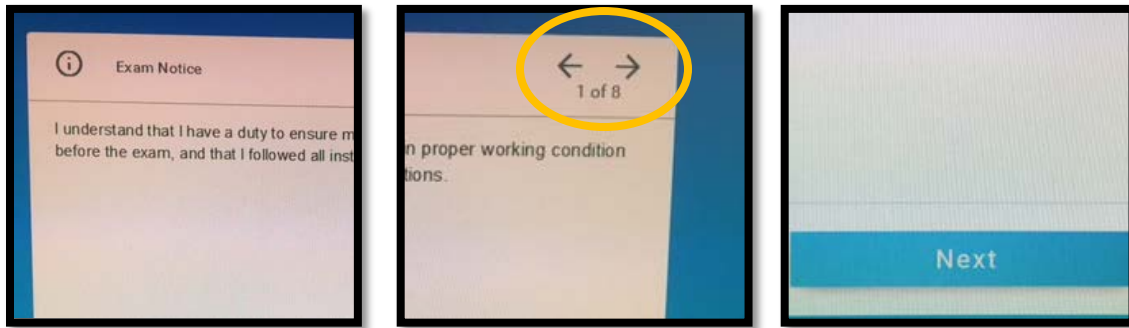 Exam Notice
I understand that I have a duty to ensure m
before the exam, and that I followed all inst
1 of 8
n proper working condition
tions.
Next